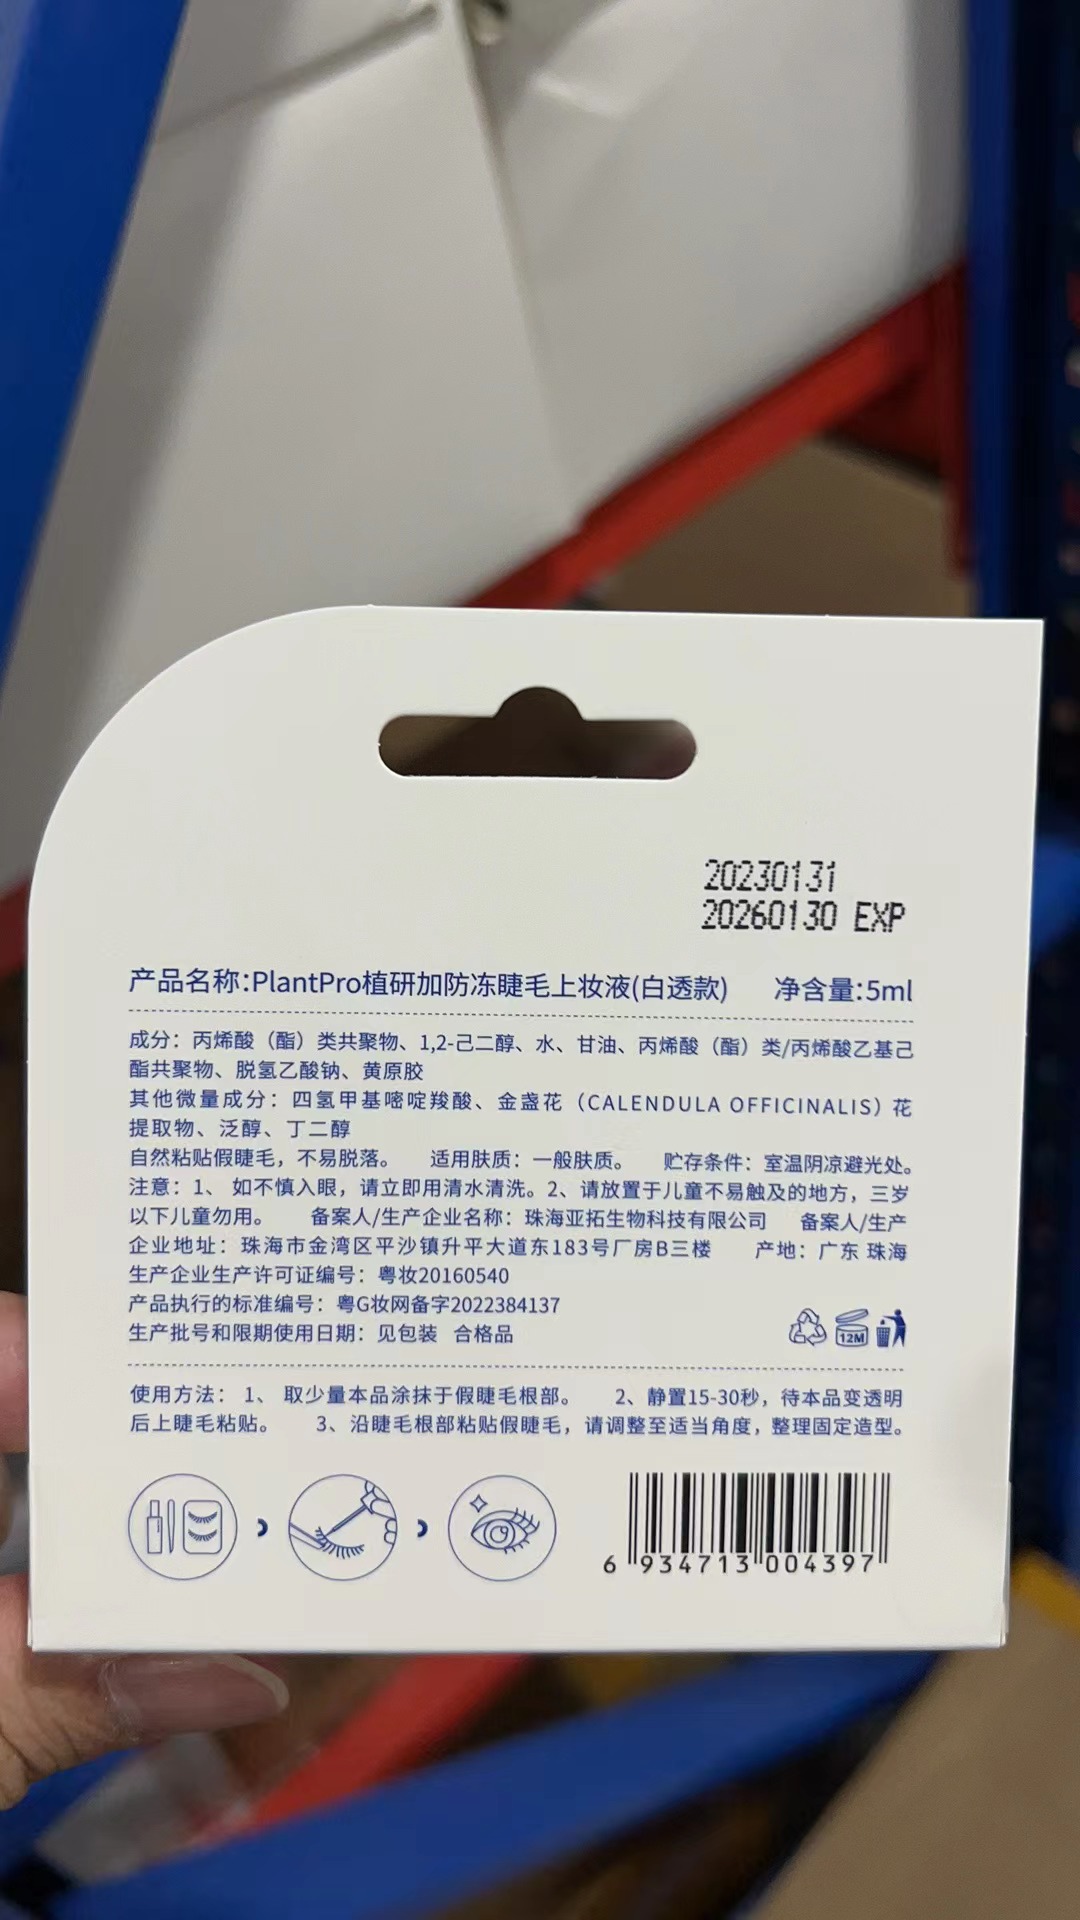 20230131
20260130 EXP
产品名称:PlantPro植研加防冻睫毛上妆液(白透款) 净含量:5ml
成分：丙烯酸（酯）类共聚物、1,2-己二醇、水、甘油、丙烯酸（酯）类/丙烯酸乙基己
酯共聚物、脱氢乙酸钠、黄原胶
其他微量成分：四氢甲基嘧啶羧酸、金盏花（CALENDULA OFFICINALIS）花
提取物、泛醇、丁二醇
自然粘贴假睫毛，不易脱落。 适用肤质：一般肤质。 贮存条件：室温阴凉避光处。
注意：1、 如不慎入眼，请立即用清水清洗。2、请放置于儿童不易触及的地方，三岁
以下儿童勿用。 备案人/生产企业名称：珠海亚拓生物科技有限公司 备案人/生产
企业地址：珠海市金湾区平沙镇升平大道东183号厂房B三楼 产地：广东 珠海
生产企业生产许可证编号：粤妆20160540
产品执行的标准编号：粤G妆网备字2022384137
生产批号和限期使用日期：见包装 合格品
12M
使用方法： 1、 取少量本品涂抹于假睫毛根部。 2、静置15-30秒，待本品变透明
后上睫毛粘贴。 3、沿睫毛根部粘贴假睫毛，请调整至适当角度，整理固定造型。
6 934713 004397